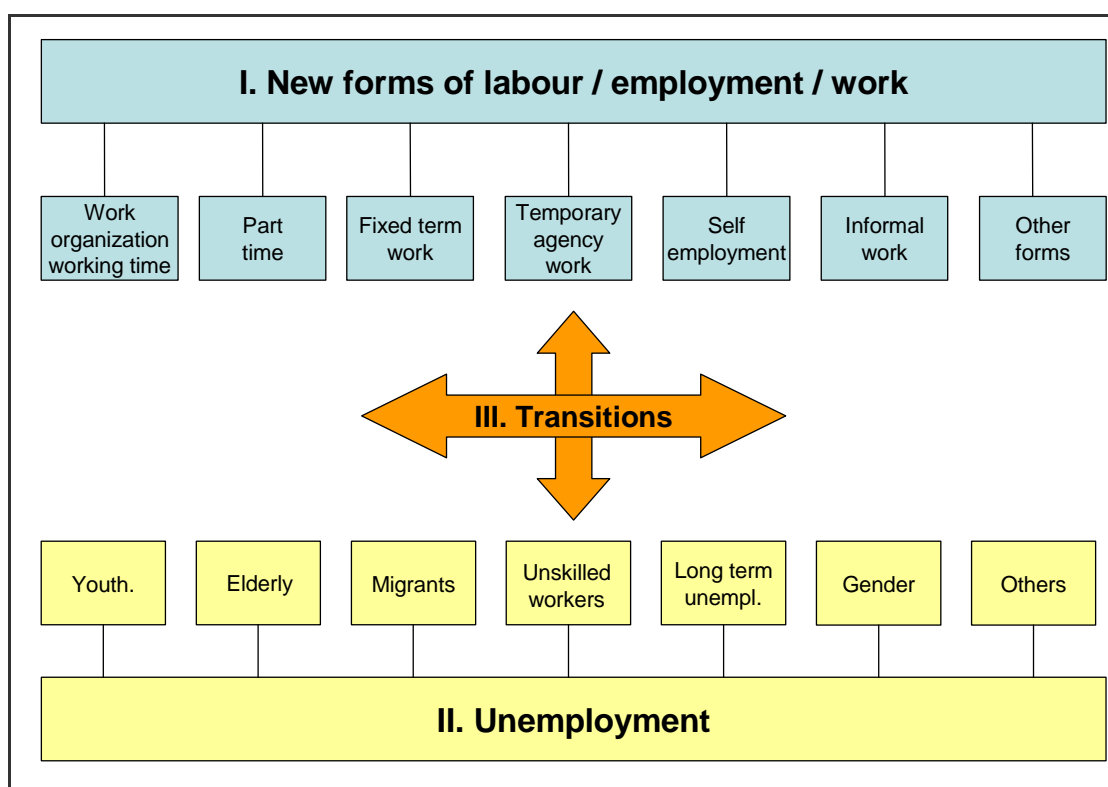 I. New forms of labour / employment / work
Work
organization
working time
Part
time
Fixed term
work
Temporary
agency
work
Self
employment
Informal
work
Other
forms
III. Transitions
Youth.
Elderly
Migrants
Unskilled
workers
Long term
unempl.
Gender
Others
II. Unemployment